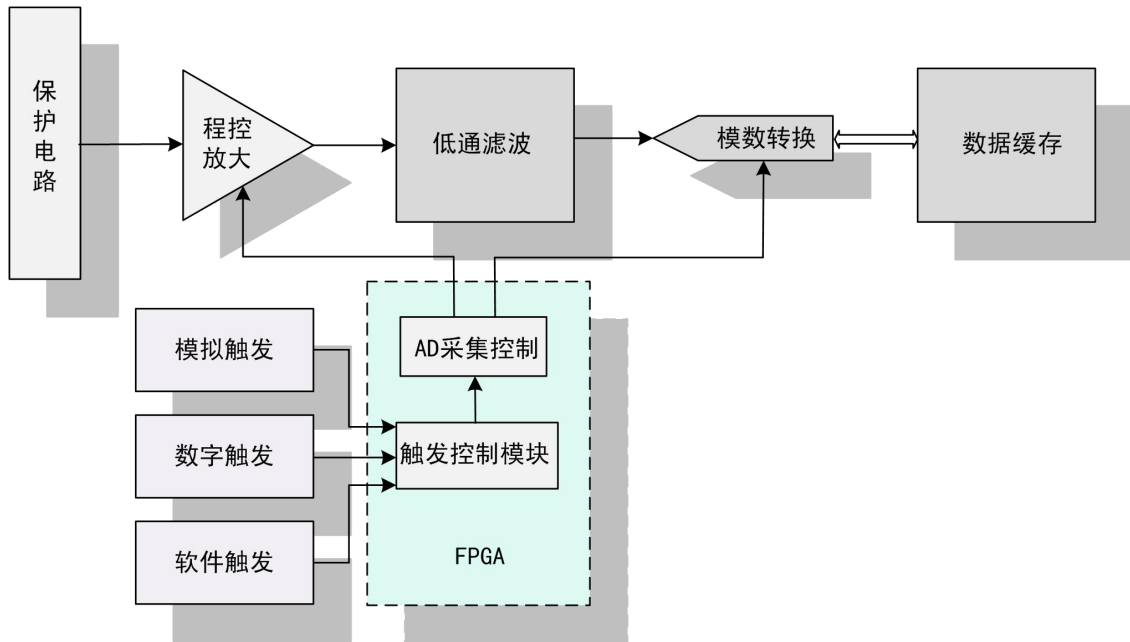 保护电路
程控
放大
低通滤波
模数转换
数据缓存
模拟触发
AD采集控制
数字触发
触发控制模块
软件触发
FPGA